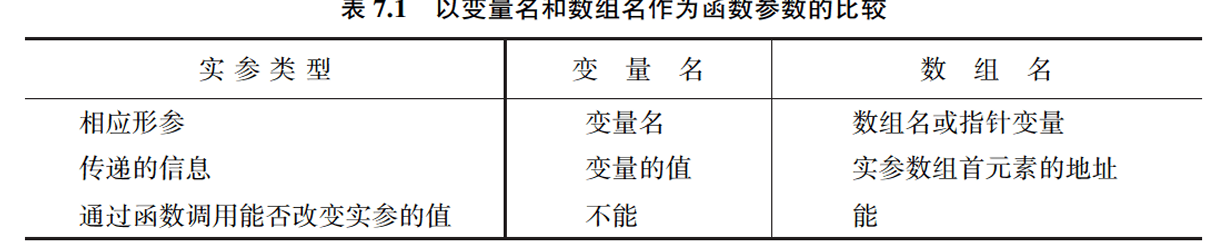 表 7.1 以变量名和数组名作为函数参数的比较
实参类型 变量名 数组名
相应形参 变量名 数组名或指针变量
传递的信息 变量的值 实参数组首元素的地址
通过函数调用能否改变实参的值 不能 能